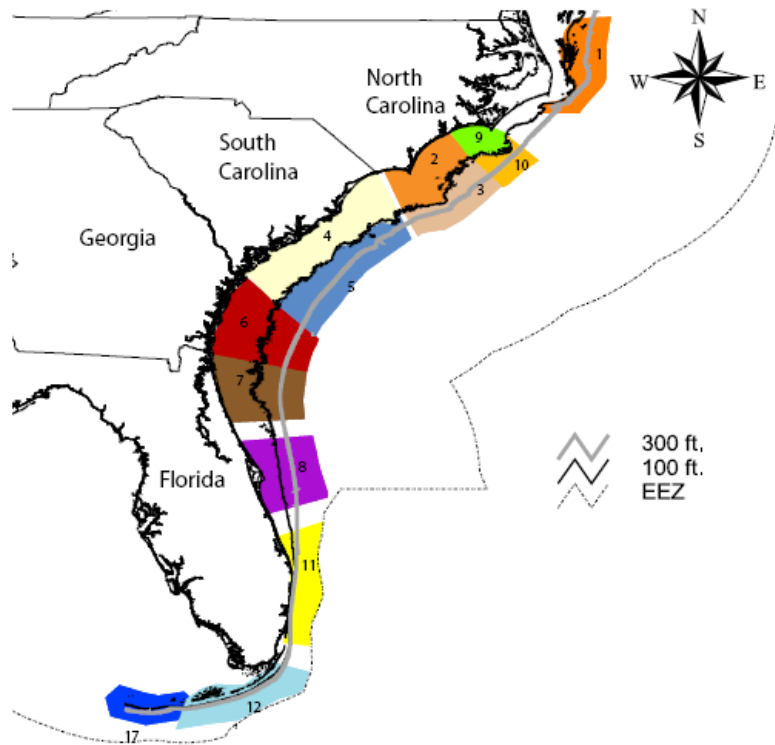 N
W E
S
1
North
Carolina
9
2
10
3
South
Carolina
4
Georgia
5
6
7
300 ft,
100 ft.
EEZ
8
Florida
11
12
17